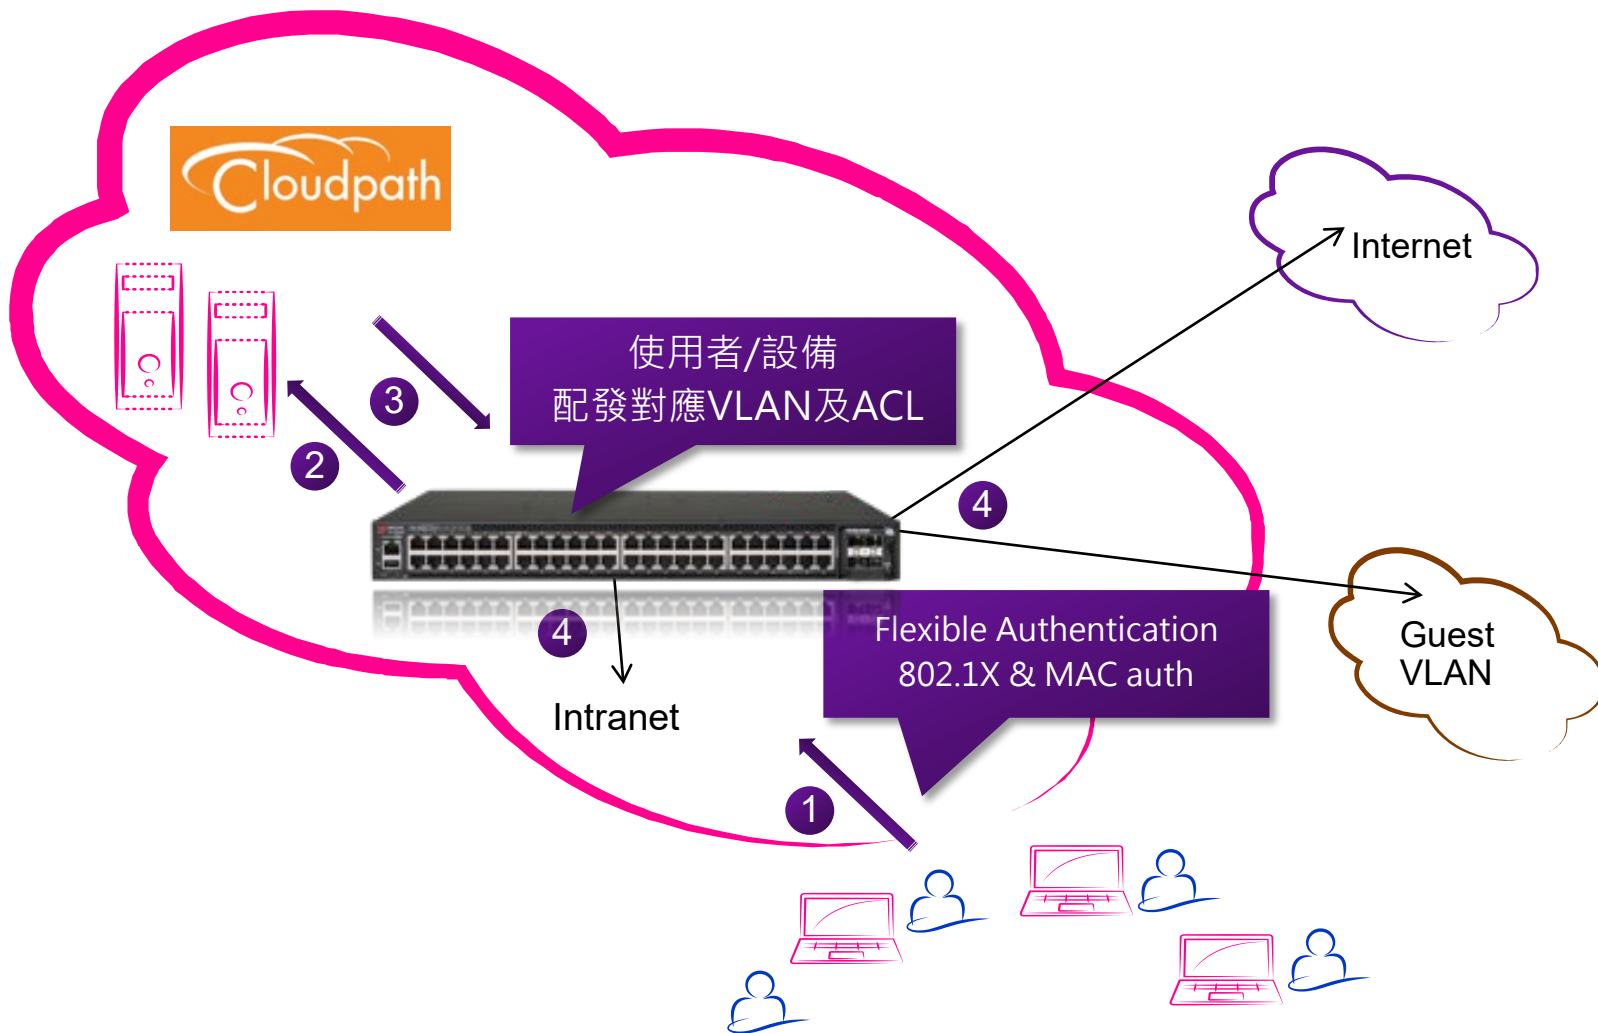 Cloudpath
Internet
使用者/設備
配發對應VLAN及ACL
3
2
4
4
Flexible Authentication
802.1X & MAC auth
Guest
VLAN
Intranet
1